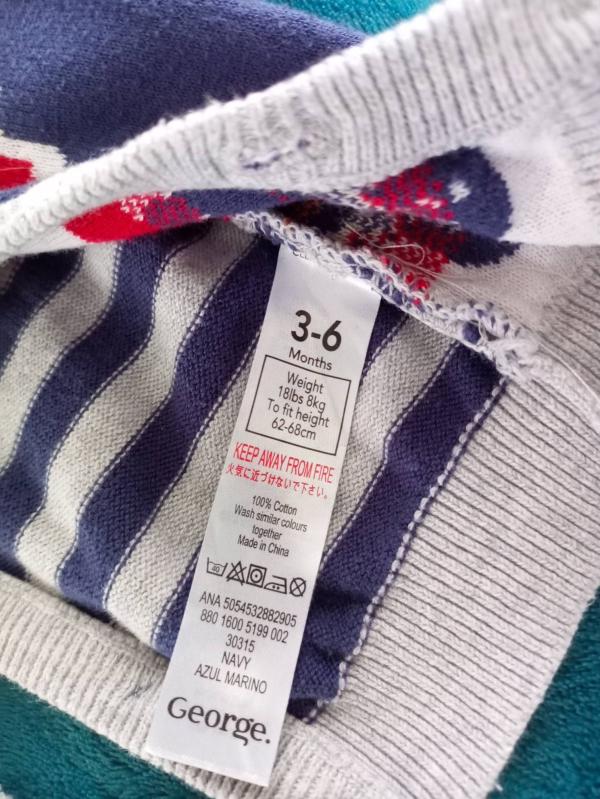 3-6
Months
Weight
18lbs 8kg
To fit height
62-68cm
KEEP AWAY FROM FIRE
火気に近づけないで下さい。
100% Cotton
Wash similar colours
together
Made in China
40
ANA 5054532882905
880 1600 5199 002
30315
NAVY
AZUL MARINO
George.